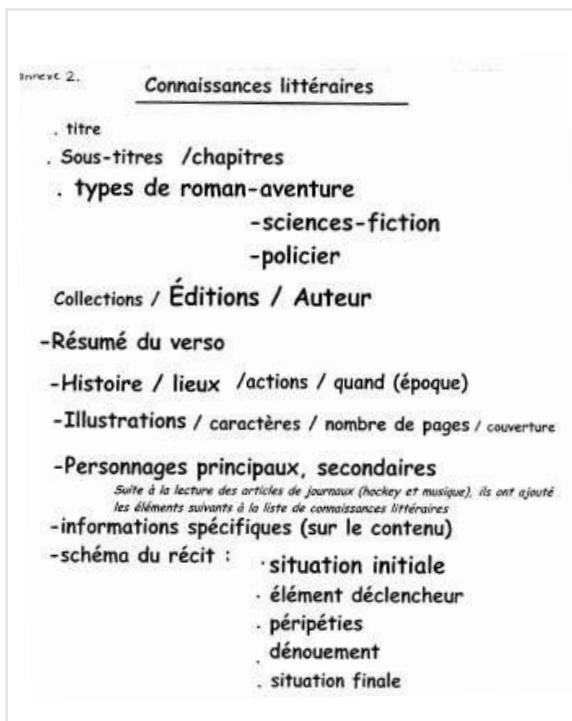 annexe 2.
Connaissances littéraires
. titre
. Sous-titres /chapitres
. types de roman-aventure
-sciences-fiction
-policier
Collections / Éditions / Auteur
-Résumé du verso
-Histoire / lieux /actions / quand (époque)
-Illustrations / caractères / nombre de pages / couverture
-Personnages principaux, secondaires
Suite à la lecture des articles de journaux (hockey et musique), ils ont ajouté
les éléments suivants à la liste de connaissances littéraires
-informations spécifiques (sur le contenu)
-schéma du récit :
. situation initiale
. élément déclencheur
. péripéties
. dénouement
. situation finale